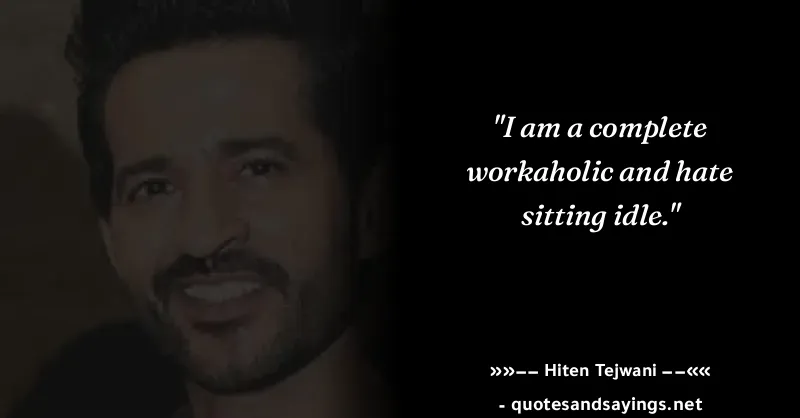 "I am a complete
workaholic and hate
sitting idle."
»»−− Hiten Tejwani −−««
- quotesandsayings.net